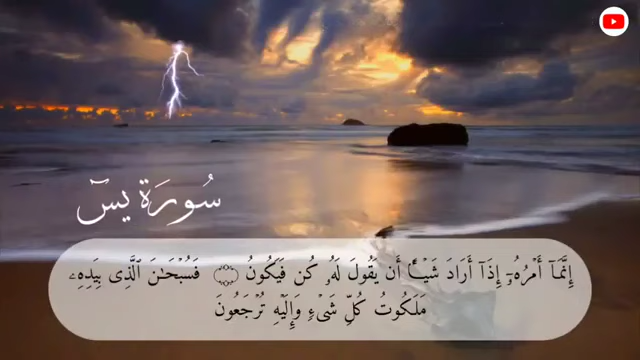 سُورَة يسٓ
إِنَّمَآ أَمْرُهُۥٓ إِذَآ أَرَادَ شَيْـًٔا أَن يَقُولَ لَهُۥ كُن فَيَكُونُ ۝ فَسُبْحَـٰنَ ٱلَّذِى بِيَدِهِۦ
مَلَكُوتُ كُلِّ شَىْءٍ وَإِلَيْهِ تُرْجَعُونَ